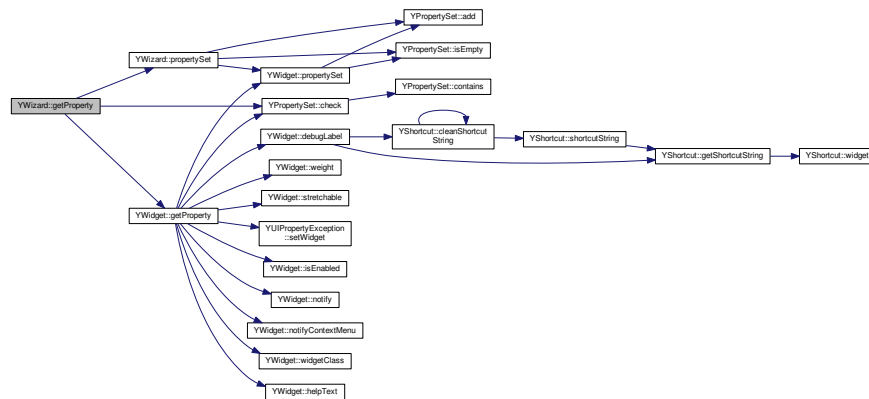 YPropertySet::add
YPropertySet::isEmpty
YWizard::propertySet
YWidget::propertySet
YPropertySet::contains
YWizard::getProperty
YPropertySet::check
YWidget::debugLabel
YShortcut::cleanShortcut
String
YShortcut::shortcutString
YShortcut::getShortcutString
YShortcut::widget
YWidget::weight
YWidget::stretchable
YWidget::getProperty
YUIPropertyException
::setWidget
YWidget::isEnabled
YWidget::notify
YWidget::notifyContextMenu
YWidget::widgetClass
YWidget::helpText